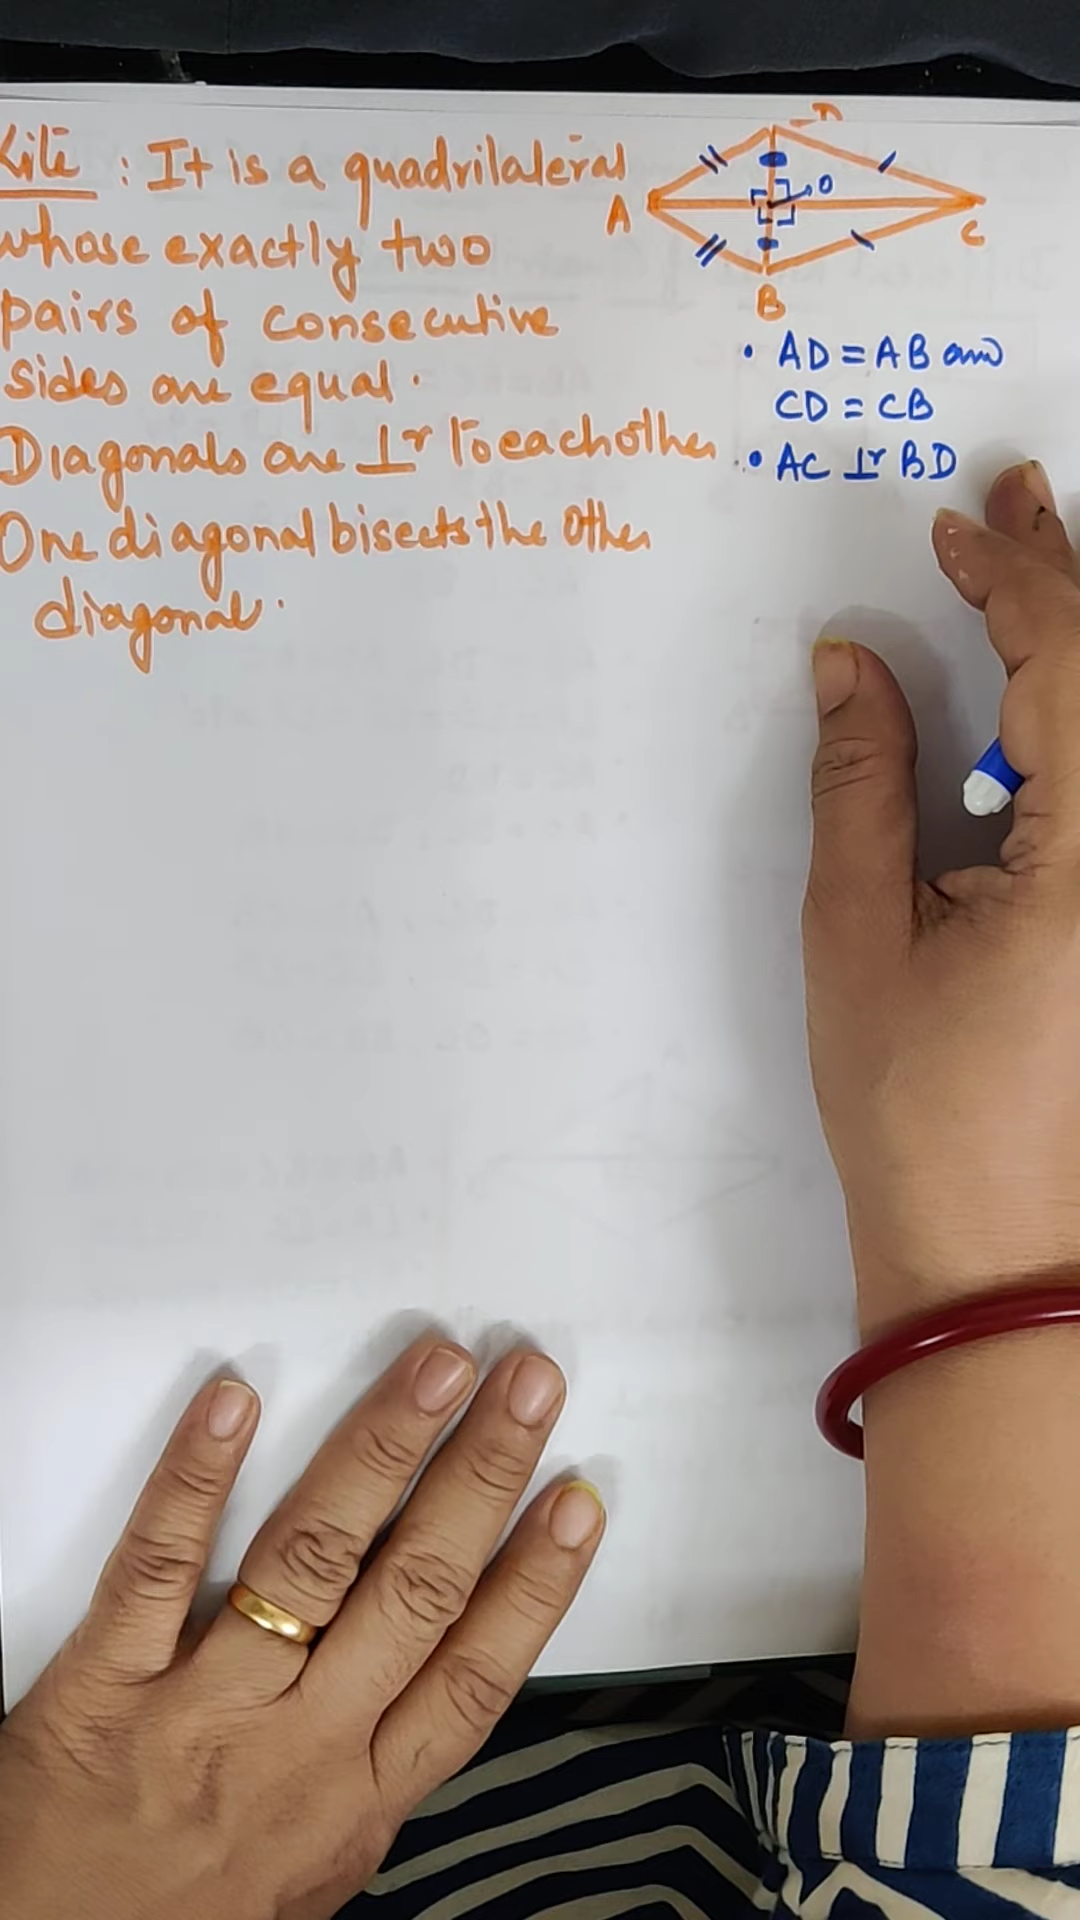 Kite : It is a quadrilateral
whose exactly two
pairs of consecutive
sides are equal.
Diagonals are ⊥r to each other
One diagonal bisects the other
diagonal.
D
O
A
C
B
• AD = AB and
CD = CB
• AC ⊥r BD